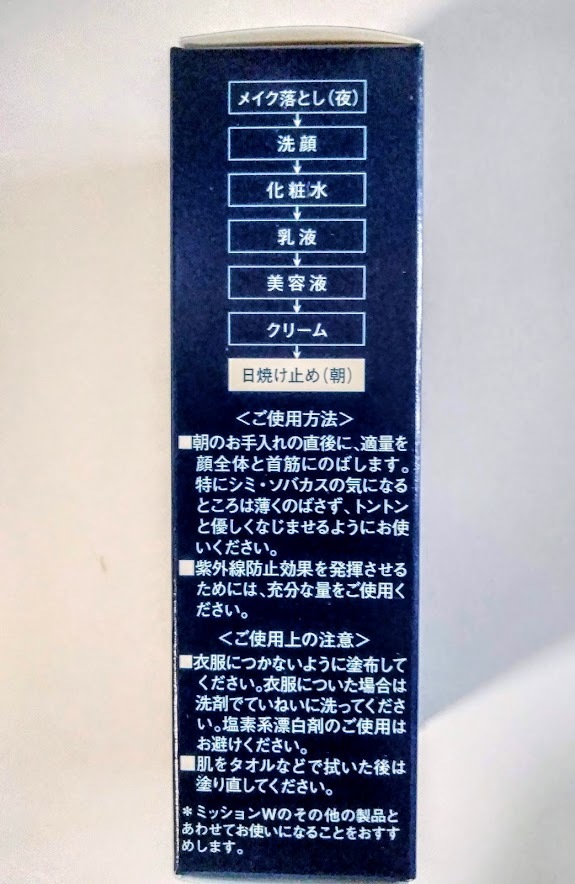 メイク落とし(夜)
洗顔
化粧水
乳液
美容液
クリーム
日焼け止め(朝)
<ご使用方法>
■朝のお手入れの直後に、適量を
顔全体と首筋にのばします。
特にシミ・ソバカスの気になる
ところは薄くのばさず、トントン
と優しくなじませるようにお使
いください。
■紫外線防止効果を発揮させる
ためには、充分な量をご使用く
ださい。
<ご使用上の注意>
■衣服につかないように塗布して
ください。衣服についた場合は
洗剤でていねいに洗ってくださ
い。塩素系漂白剤のご使用は
お避けください。
■肌をタオルなどで拭いた後は
塗り直してください。
*ミッションWのその他の製品と
あわせてお使いになることをおすす
めします。